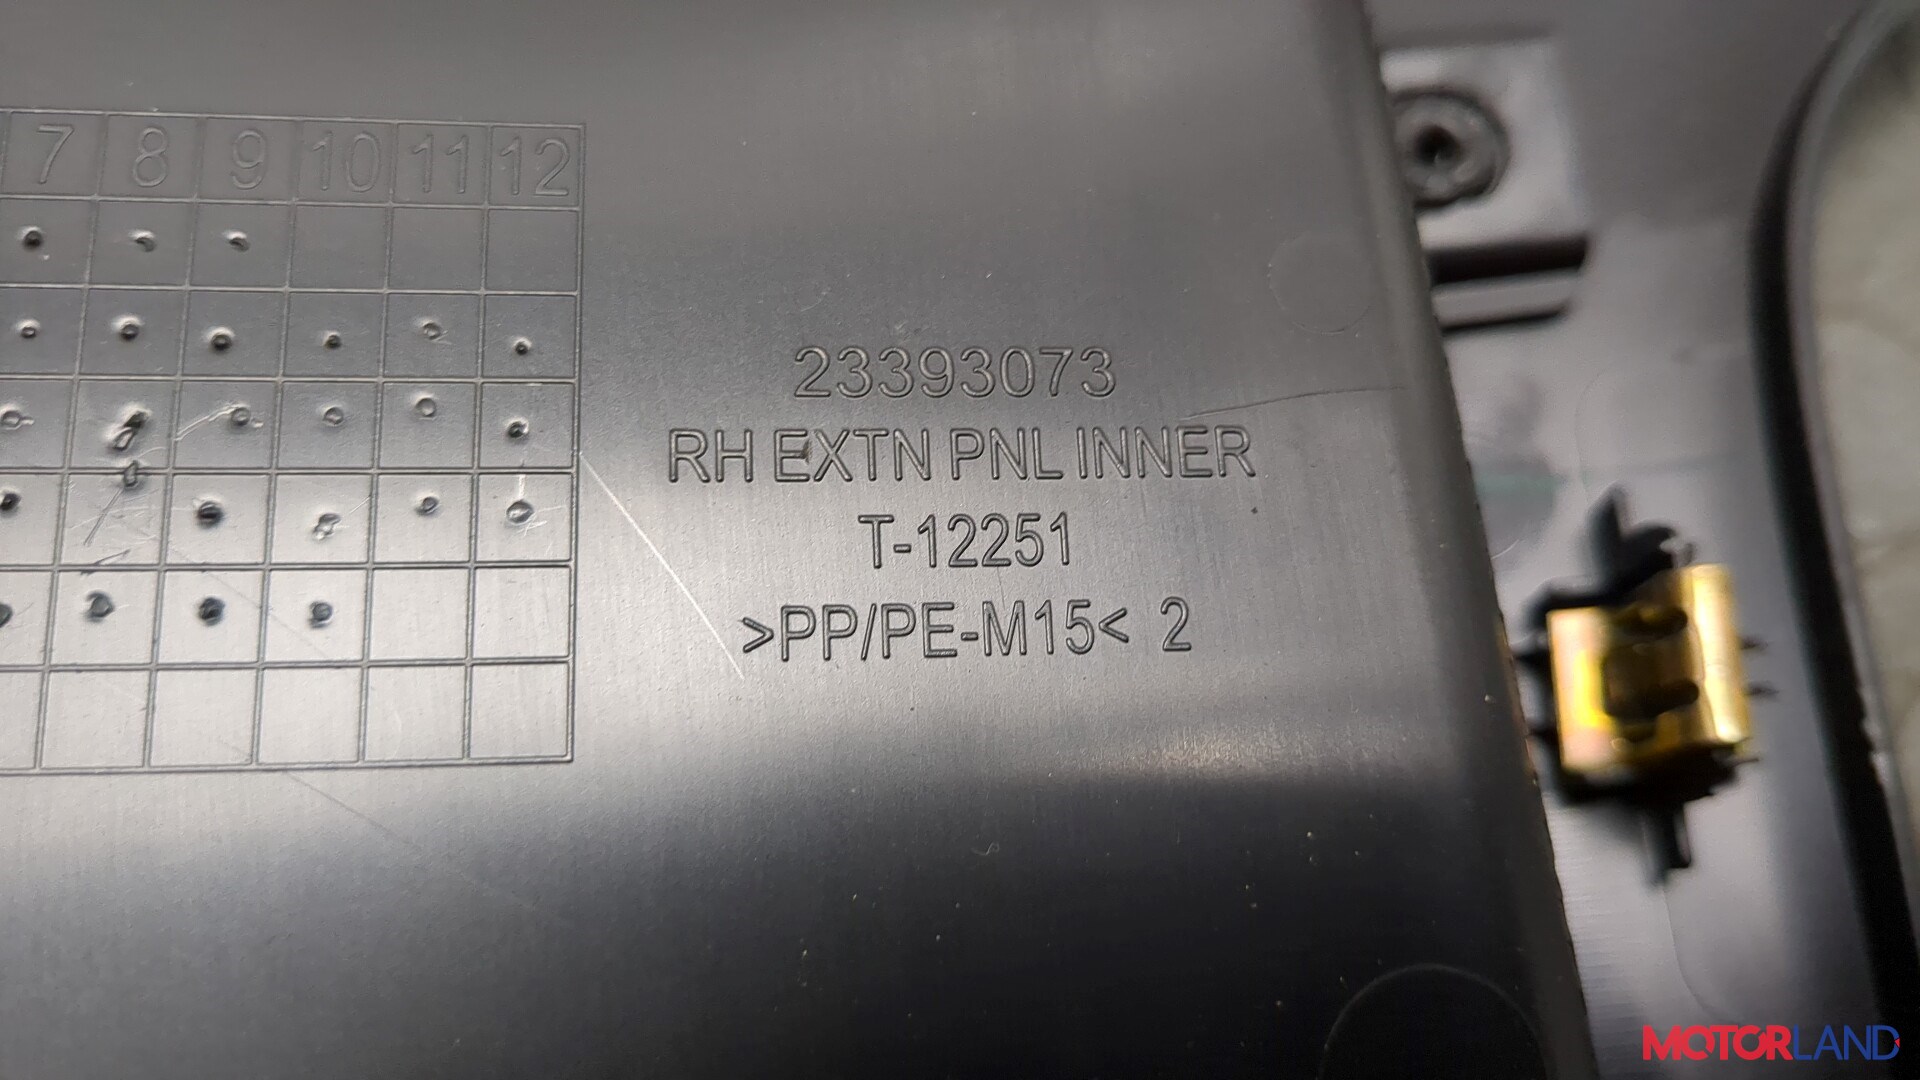 7 8 9 10 11 12
23393073
RH EXTN PNL INNER
T-12251
>PP/PE-M15< 2
MOTORLAND